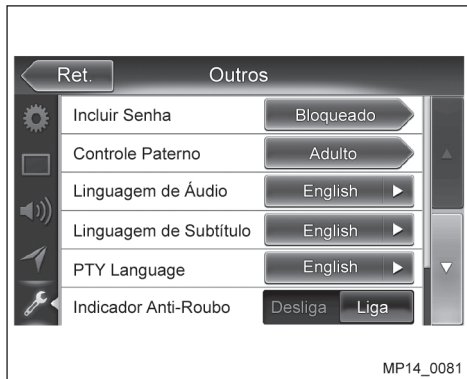 Ret. Outros
Incluir Senha Bloqueado
Controle Paterno Adulto
Linguagem de Áudio English
Linguagem de Subtítulo English
PTY Language English
Indicador Anti-Roubo Desliga Liga
MP14_0081